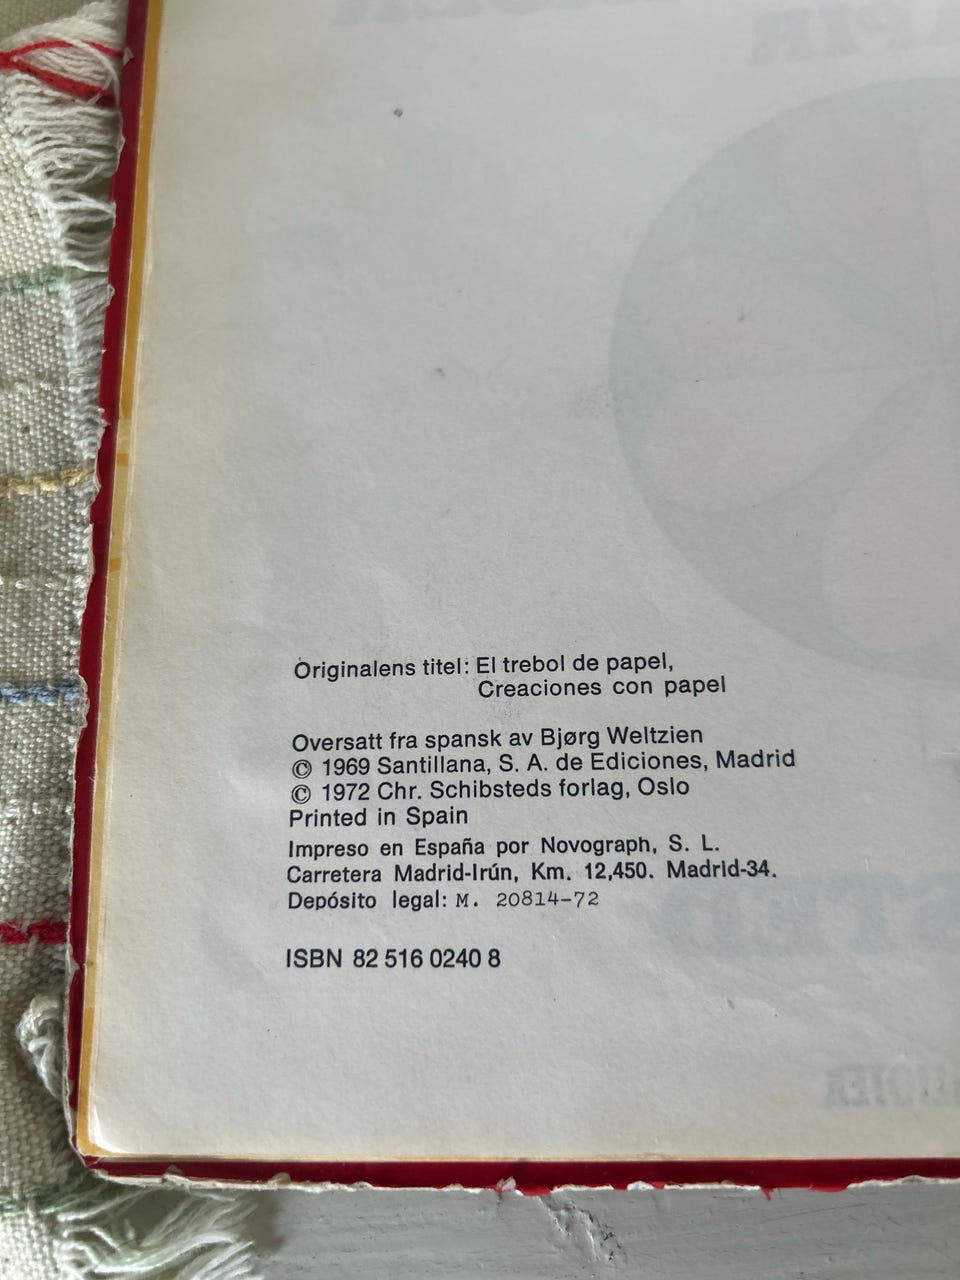 Originalens titel: El trebol de papel,
Creaciones con papel
Oversatt fra spansk av Bjørg Weltzien
© 1969 Santillana, S. A. de Ediciones, Madrid
© 1972 Chr. Schibsteds forlag, Oslo
Printed in Spain
Impreso en España por Novograph, S. L.
Carretera Madrid-Irún, Km. 12,450. Madrid-34.
Depósito legal: M. 20814-72
ISBN 82 516 0240 8